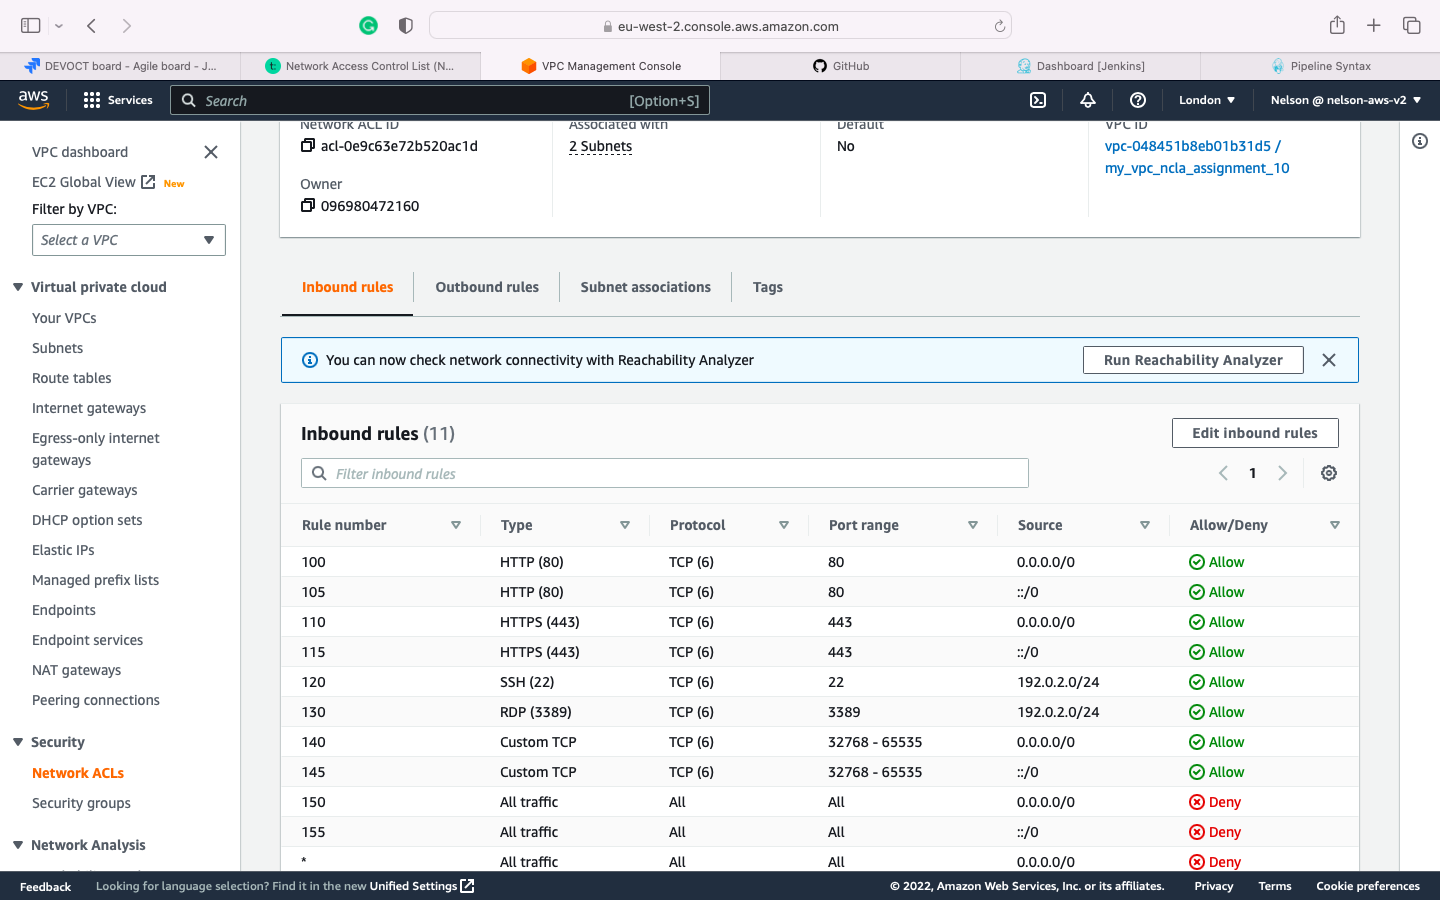 eu-west-2.console.aws.amazon.com
DEVOCT board - Agile board - J...
Network Access Control List (N...
VPC Management Console
GitHub
Dashboard [Jenkins]
Pipeline Syntax
aws
Services
Search
[Option+S]
London
Nelson @ nelson-aws-v2
VPC dashboard
EC2 Global View New
Filter by VPC:
Select a VPC
Virtual private cloud
Your VPCs
Subnets
Route tables
Internet gateways
Egress-only internet
gateways
Carrier gateways
DHCP option sets
Elastic IPs
Managed prefix lists
Endpoints
Endpoint services
NAT gateways
Peering connections
Security
Network ACLs
Security groups
Network Analysis
Network ACL ID
acl-0e9c63e72b520ac1d
Owner
096980472160
Associated with
2 Subnets
Default
No
VPC ID
vpc-048451b8eb01b31d5 /
my_vpc_ncla_assignment_10
Inbound rules Outbound rules Subnet associations Tags
You can now check network connectivity with Reachability Analyzer
Run Reachability Analyzer
Inbound rules (11)
Edit inbound rules
Filter inbound rules
1
Rule number Type Protocol Port range Source Allow/Deny
100 HTTP (80) TCP (6) 80 0.0.0.0/0 Allow
105 HTTP (80) TCP (6) 80 ::/0 Allow
110 HTTPS (443) TCP (6) 443 0.0.0.0/0 Allow
115 HTTPS (443) TCP (6) 443 ::/0 Allow
120 SSH (22) TCP (6) 22 192.0.2.0/24 Allow
130 RDP (3389) TCP (6) 3389 192.0.2.0/24 Allow
140 Custom TCP TCP (6) 32768 - 65535 0.0.0.0/0 Allow
145 Custom TCP TCP (6) 32768 - 65535 ::/0 Allow
150 All traffic All All 0.0.0.0/0 Deny
155 All traffic All All ::/0 Deny
* All traffic All All 0.0.0.0/0 Deny
Feedback
Looking for language selection? Find it in the new Unified Settings
© 2022, Amazon Web Services, Inc. or its affiliates.
Privacy
Terms
Cookie preferences